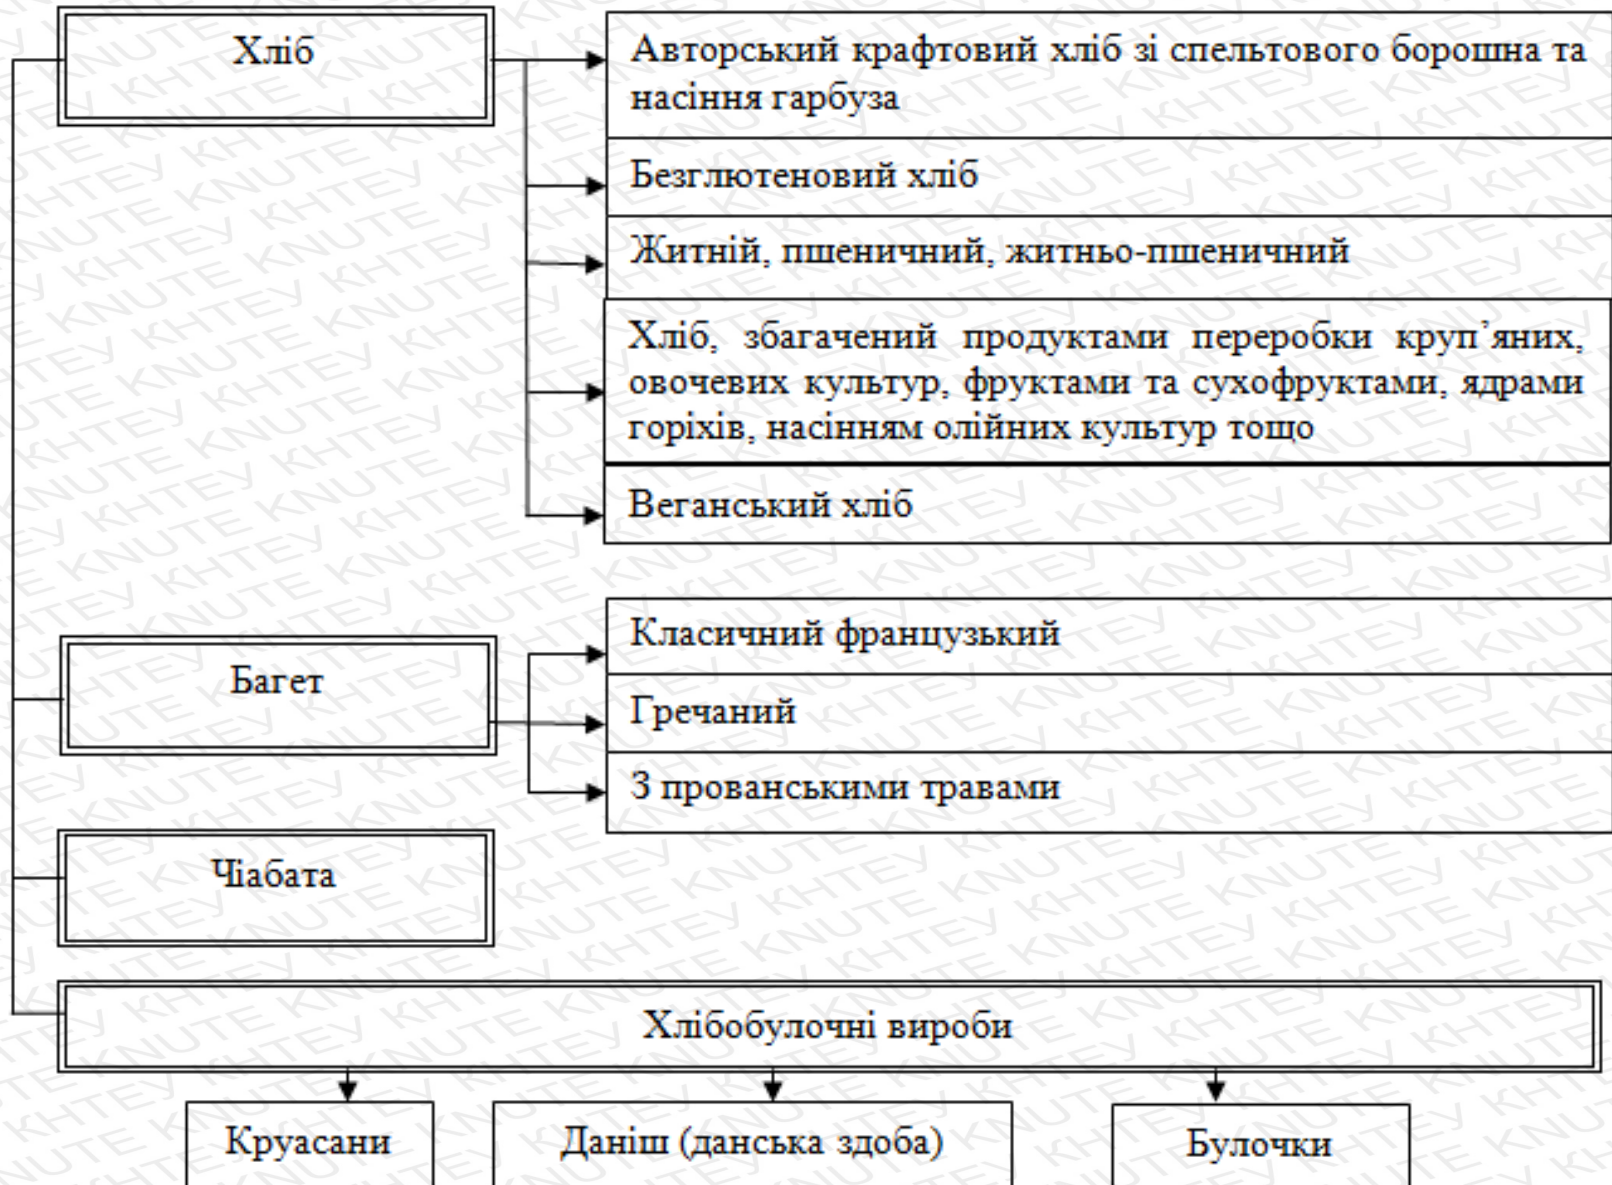 Хліб
Авторський крафтовий хліб зі спельтового борошна та
насіння гарбуза
Безглютеновий хліб
Житній, пшеничний, житньо-пшеничний
Хліб, збагачений продуктами переробки круп’яних,
овочевих культур, фруктами та сухофруктами, ядрами
горіхів, насінням олійних культур тощо
Веганський хліб
Багет
Класичний французький
Гречаний
З прованськими травами
Чіабата
Хлібобулочні вироби
Круасани
Даніш (данська здоба)
Булочки